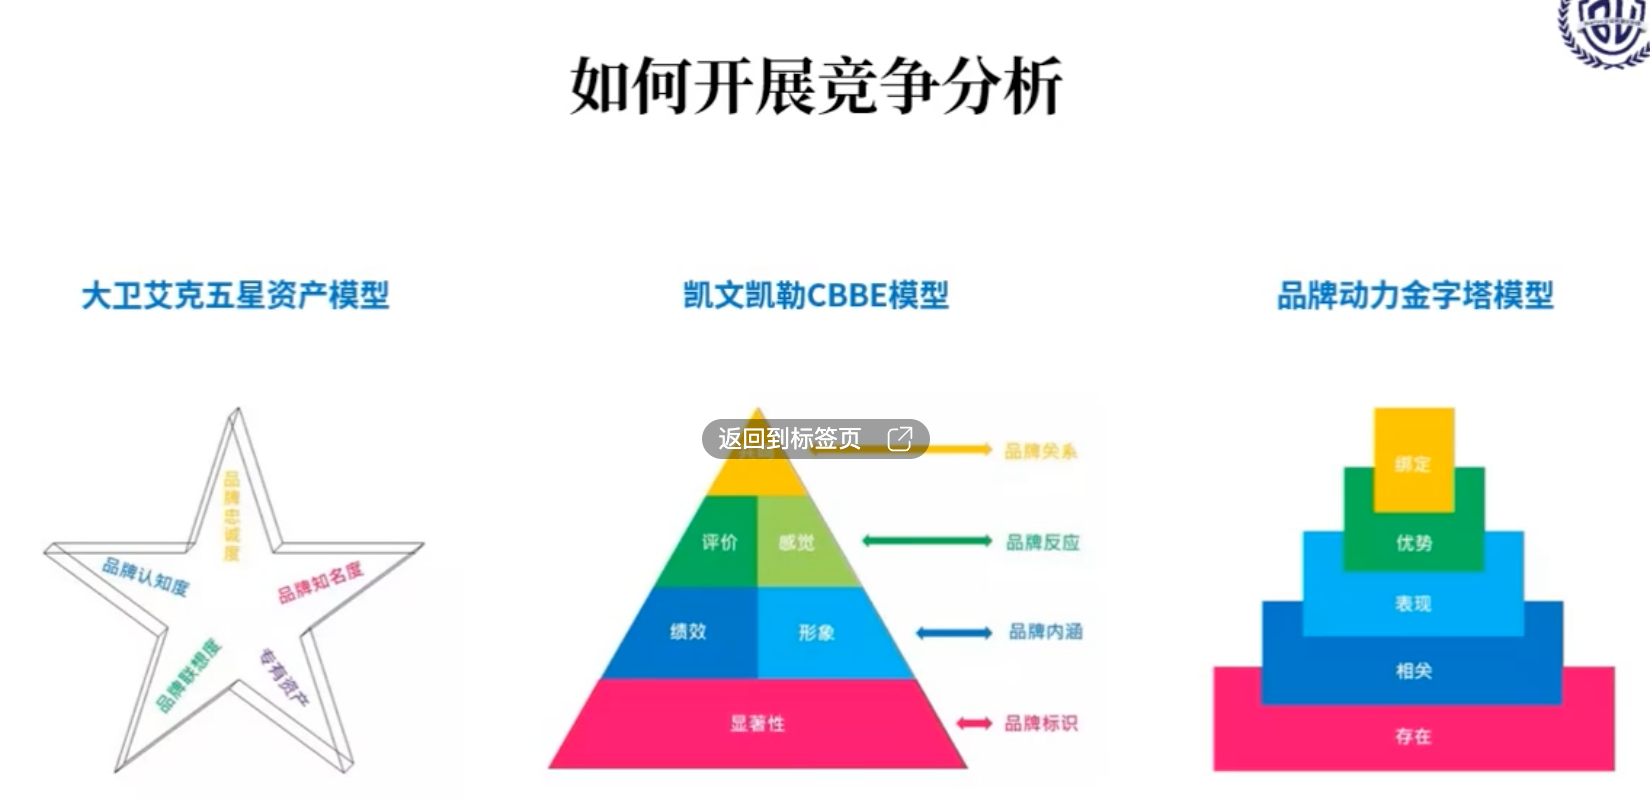 如何开展竞争分析
大卫艾克五星资产模型
凯文凯勒CBBE模型
品牌动力金字塔模型
品牌忠诚度
品牌认知度
品牌知名度
品牌联想度
专有资产
返回到标签页
品牌关系
评价
感觉
品牌反应
绩效
形象
品牌内涵
显著性
品牌标识
绑定
优势
表现
相关
存在